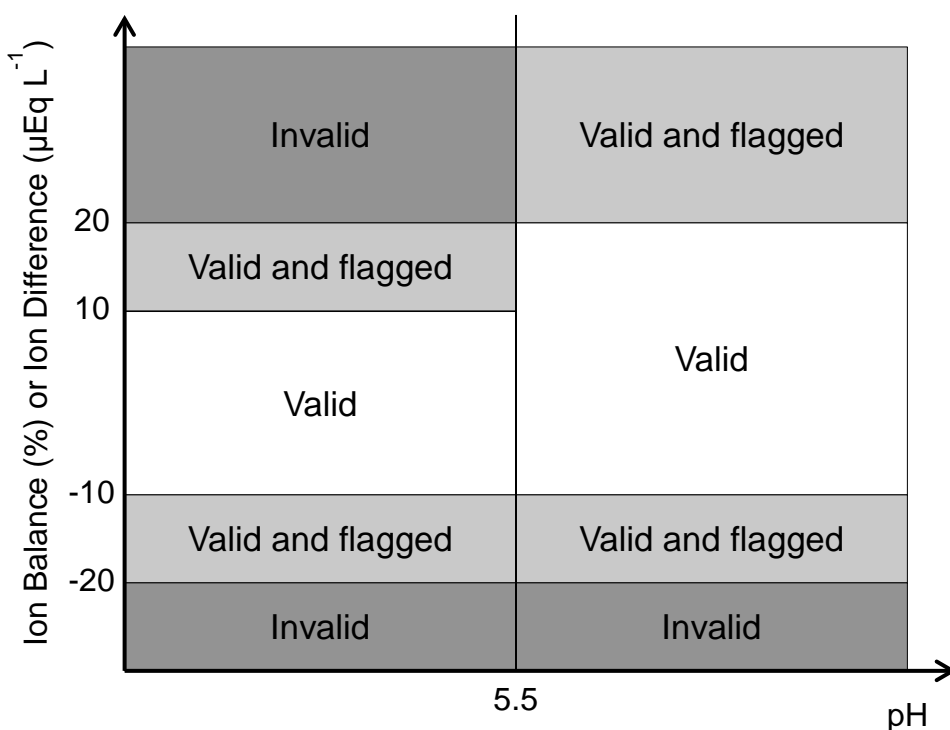 Ion Balance (%) or Ion Difference (µEq L-1)
Invalid
Valid and flagged
20
Valid and flagged
10
Valid
Valid
-10
Valid and flagged
Valid and flagged
-20
Invalid
Invalid
5.5
pH